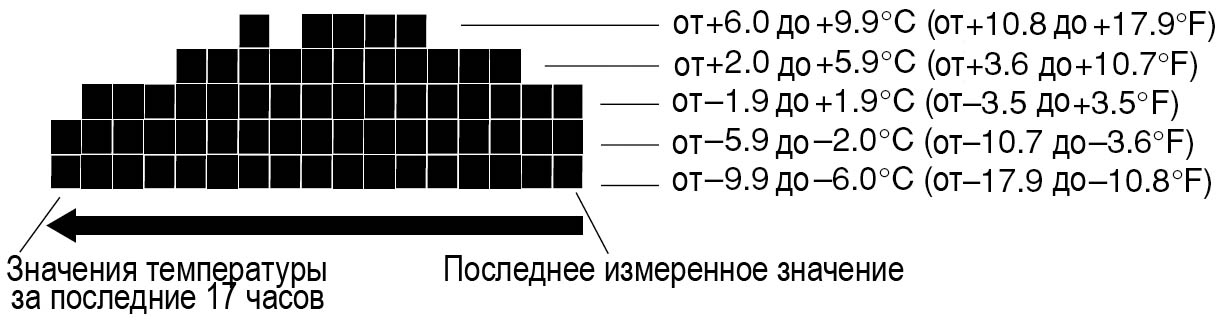 от+6.0 до +9.9°C (от+10.8 до +17.9°F)
от+2.0 до+5.9°C (от+3.6 до+10.7°F)
от–1.9 до +1.9°C (от–3.5 до+3.5°F)
от–5.9 до–2.0°C (от–10.7 до–3.6°F)
от–9.9 до–6.0°C (от–17.9 до–10.8°F)
Значения температуры
за последние 17 часов
Последнее измеренное значение